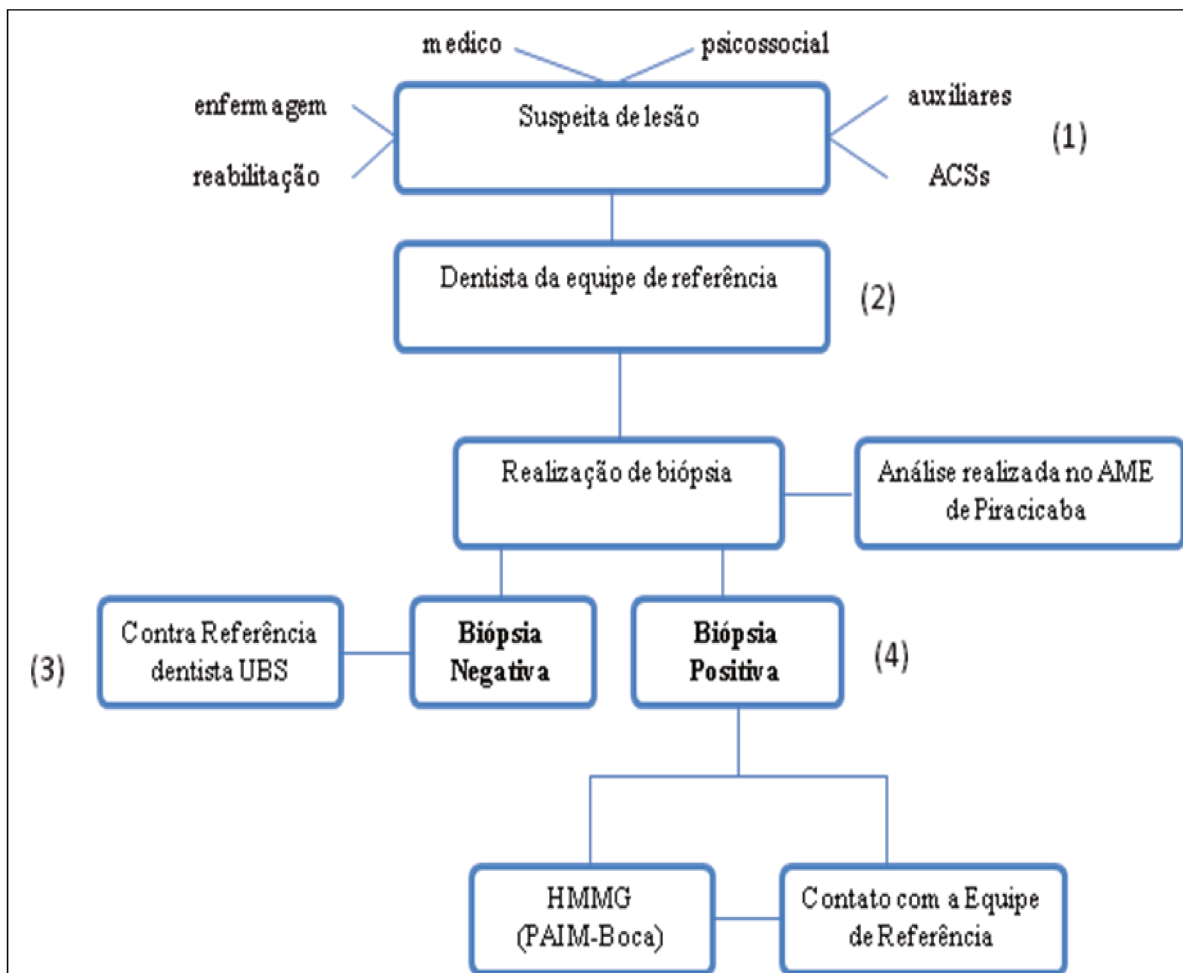 medico
psicossocial
enfermagem
auxiliares
Suspeita de lesão
(1)
reabilitação
ACSs
Dentista da equipe de referência
(2)
Realização de biópsia
Análise realizada no AME
de Piracicaba
Contra Referência
dentista UBS
(3)
Biópsia
Negativa
Biópsia
Positiva
(4)
HMMG
(PAIM-Boca)
Contato com a Equipe
de Referência